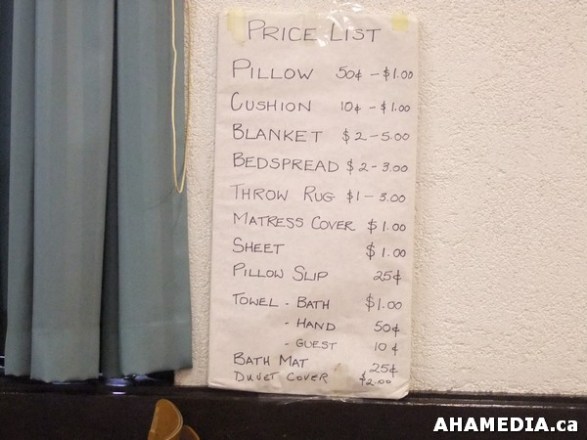 PRICE LIST
PILLOW 50¢ - $1.00
CUSHION 10¢ - $1.00
BLANKET $2-5.00
BEDSPREAD $2-3.00
THROW RUG $1-3.00
MATRESS COVER $1.00
SHEET $1.00
PILLOW SLIP 25¢
TOWEL - BATH $1.00
- HAND 50¢
- GUEST 10¢
BATH MAT 25¢
DUVET COVER $2.00
AHAMEDIA.ca